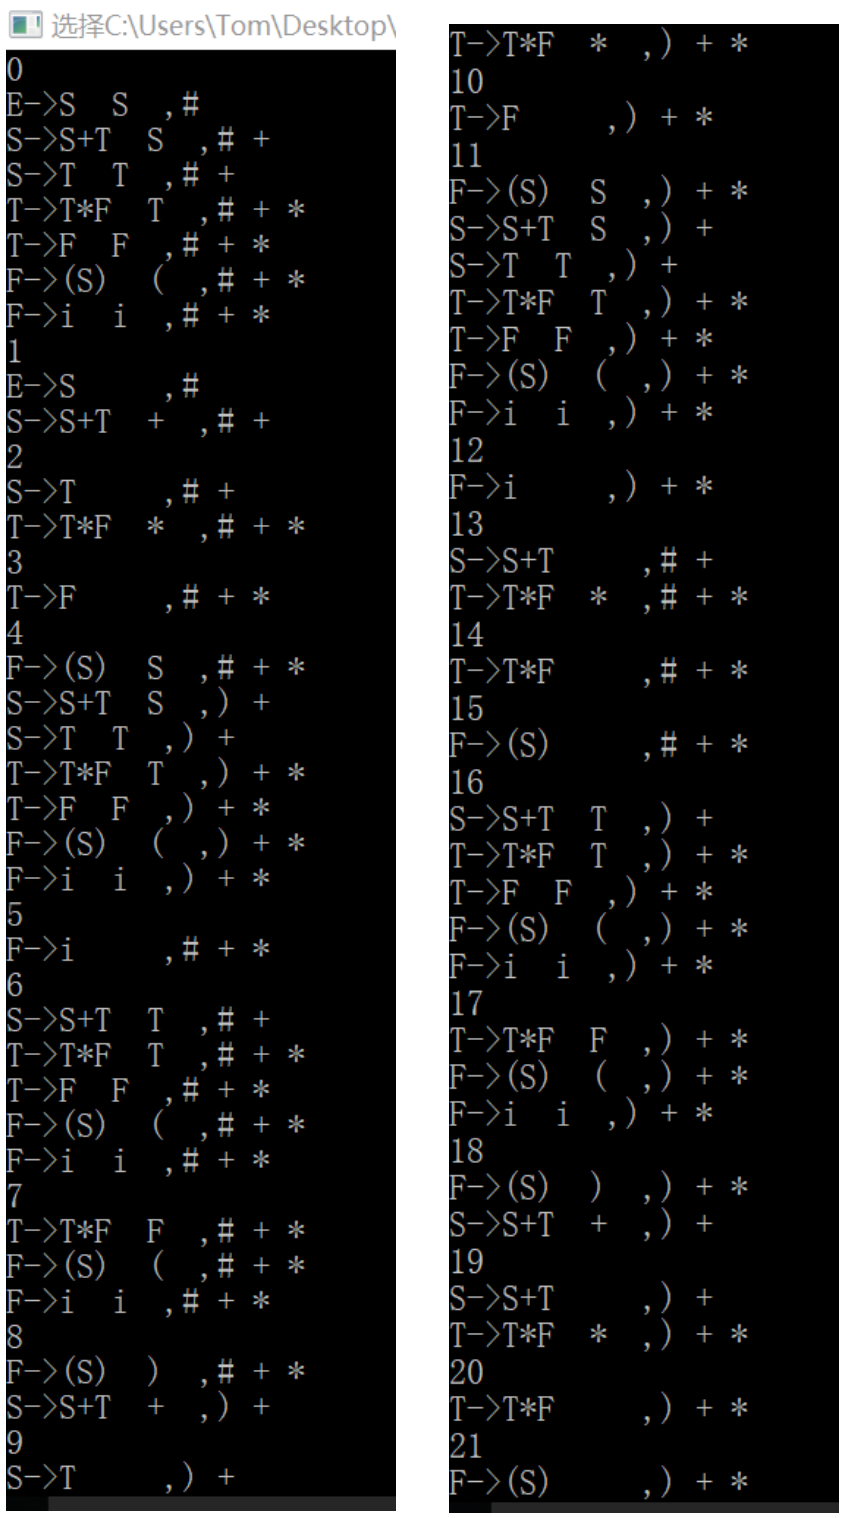 选择C:\Users\Tom\Desktop\
0
E->S  S  ,#
S->S+T  S  ,# +
S->T  T  ,# +
T->T*F  T  ,# + *
T->F  F  ,# + *
F->(S)  (  ,# + *
F->i  i  ,# + *
1
E->S     ,#
S->S+T  +  ,# +
2
S->T     ,# +
T->T*F  *  ,# + *
3
T->F     ,# + *
4
F->(S)  S  ,# + *
S->S+T  S  ,) +
S->T  T  ,) +
T->T*F  T  ,) + *
T->F  F  ,) + *
F->(S)  (  ,) + *
F->i  i  ,) + *
5
F->i     ,# + *
6
S->S+T  T  ,# +
T->T*F  T  ,# + *
T->F  F  ,# + *
F->(S)  (  ,# + *
F->i  i  ,# + *
7
T->T*F  F  ,# + *
F->(S)  (  ,# + *
F->i  i  ,# + *
8
F->(S)  )  ,# + *
S->S+T  +  ,) +
9
S->T     ,) +
T->T*F  *  ,) + *
10
T->F     ,) + *
11
F->(S)  S  ,) + *
S->S+T  S  ,) +
S->T  T  ,) +
T->T*F  T  ,) + *
T->F  F  ,) + *
F->(S)  (  ,) + *
F->i  i  ,) + *
12
F->i     ,) + *
13
S->S+T     ,# +
T->T*F  *  ,# + *
14
T->T*F     ,# + *
15
F->(S)     ,# + *
16
S->S+T  T  ,) +
T->T*F  T  ,) + *
T->F  F  ,) + *
F->(S)  (  ,) + *
F->i  i  ,) + *
17
T->T*F  F  ,) + *
F->(S)  (  ,) + *
F->i  i  ,) + *
18
F->(S)  )  ,) + *
S->S+T  +  ,) +
19
S->S+T     ,) +
T->T*F  *  ,) + *
20
T->T*F     ,) + *
21
F->(S)     ,) + *